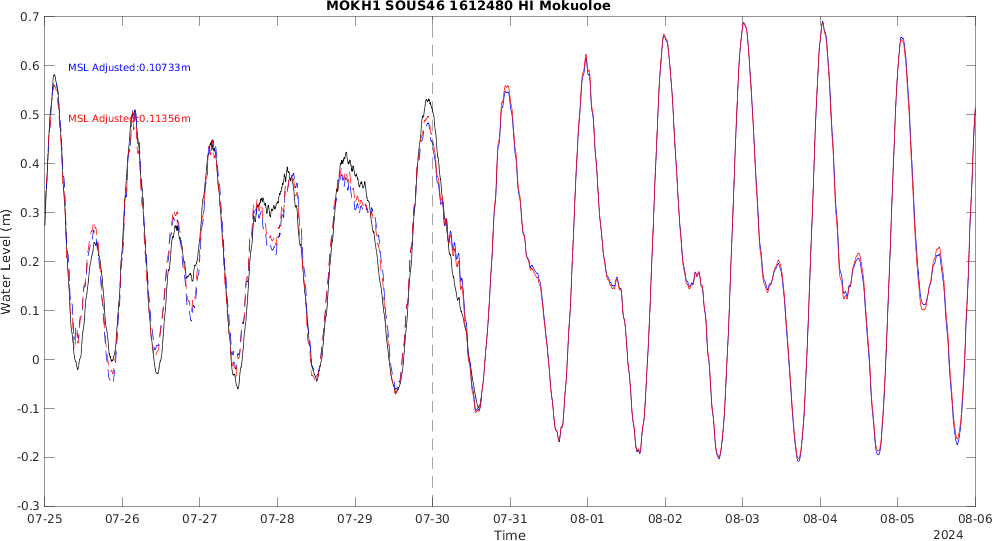 MOKH1 SOUS46 1612480 HI Mokuoloe
0.7
0.6
0.5
0.4
0.3
0.2
0.1
0
-0.1
-0.2
-0.3
Water Level (m)
MSL Adjusted:0.10733m
MSL Adjusted:0.11356m
07-25 07-26 07-27 07-28 07-29 07-30 07-31 08-01 08-02 08-03 08-04 08-05 08-06
Time
2024